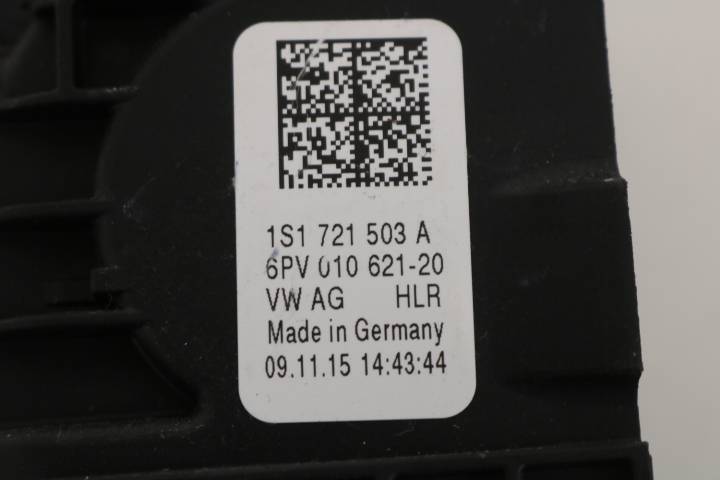 1S1 721 503 A
6PV 010 621-20
VW AG HLR
Made in Germany
09.11.15 14:43:44